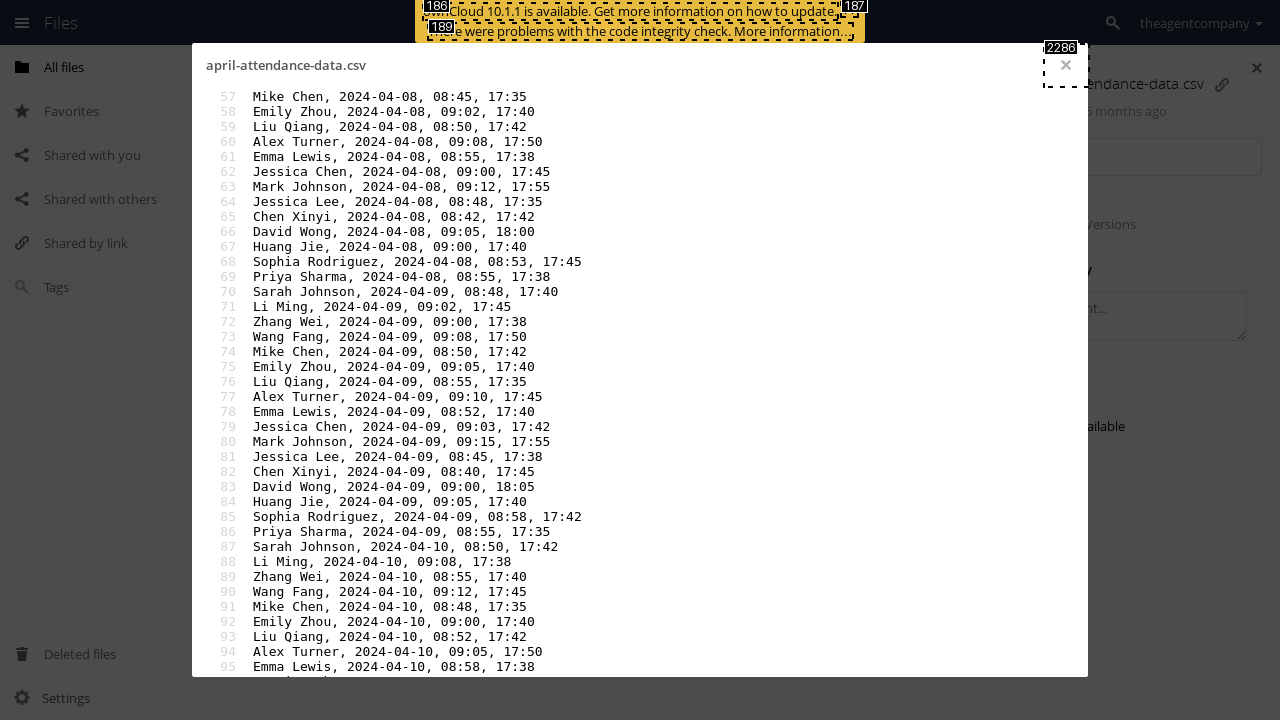 Files
186
187
ownCloud 10.1.1 is available. Get more information on how to update.
189
There were problems with the code integrity check. More information…
theagentcompany
2286
april-attendance-data.csv
×
All files
Favorites
Shared with you
Shared with others
Shared by link
Tags
Deleted files
Settings
57 Mike Chen, 2024-04-08, 08:45, 17:35
58 Emily Zhou, 2024-04-08, 09:02, 17:40
59 Liu Qiang, 2024-04-08, 08:50, 17:42
60 Alex Turner, 2024-04-08, 09:08, 17:50
61 Emma Lewis, 2024-04-08, 08:55, 17:38
62 Jessica Chen, 2024-04-08, 09:00, 17:45
63 Mark Johnson, 2024-04-08, 09:12, 17:55
64 Jessica Lee, 2024-04-08, 08:48, 17:35
65 Chen Xinyi, 2024-04-08, 08:42, 17:42
66 David Wong, 2024-04-08, 09:05, 18:00
67 Huang Jie, 2024-04-08, 09:00, 17:40
68 Sophia Rodriguez, 2024-04-08, 08:53, 17:45
69 Priya Sharma, 2024-04-08, 08:55, 17:38
70 Sarah Johnson, 2024-04-09, 08:48, 17:40
71 Li Ming, 2024-04-09, 09:02, 17:45
72 Zhang Wei, 2024-04-09, 09:00, 17:38
73 Wang Fang, 2024-04-09, 09:08, 17:50
74 Mike Chen, 2024-04-09, 08:50, 17:42
75 Emily Zhou, 2024-04-09, 09:05, 17:40
76 Liu Qiang, 2024-04-09, 08:55, 17:35
77 Alex Turner, 2024-04-09, 09:10, 17:45
78 Emma Lewis, 2024-04-09, 08:52, 17:40
79 Jessica Chen, 2024-04-09, 09:03, 17:42
80 Mark Johnson, 2024-04-09, 09:15, 17:55
81 Jessica Lee, 2024-04-09, 08:45, 17:38
82 Chen Xinyi, 2024-04-09, 08:40, 17:45
83 David Wong, 2024-04-09, 09:00, 18:05
84 Huang Jie, 2024-04-09, 09:05, 17:40
85 Sophia Rodriguez, 2024-04-09, 08:58, 17:42
86 Priya Sharma, 2024-04-09, 08:55, 17:35
87 Sarah Johnson, 2024-04-10, 08:50, 17:42
88 Li Ming, 2024-04-10, 09:08, 17:38
89 Zhang Wei, 2024-04-10, 08:55, 17:40
90 Wang Fang, 2024-04-10, 09:12, 17:45
91 Mike Chen, 2024-04-10, 08:48, 17:35
92 Emily Zhou, 2024-04-10, 09:00, 17:40
93 Liu Qiang, 2024-04-10, 08:52, 17:42
94 Alex Turner, 2024-04-10, 09:05, 17:50
95 Emma Lewis, 2024-04-10, 08:58, 17:38
endance-data.csv
months ago
Versions
nt...
ailable